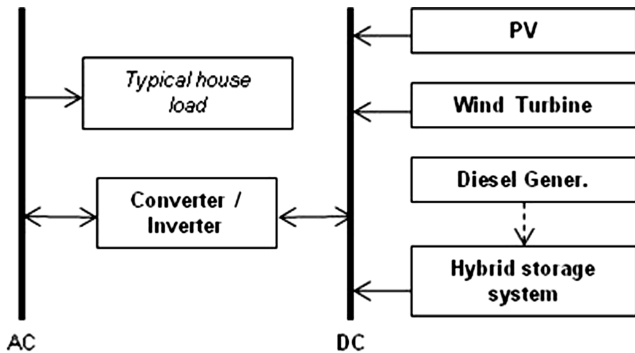 PV
Typical house
load
Wind Turbine
Diesel Gener.
Converter /
Inverter
Hybrid storage
system
AC
DC